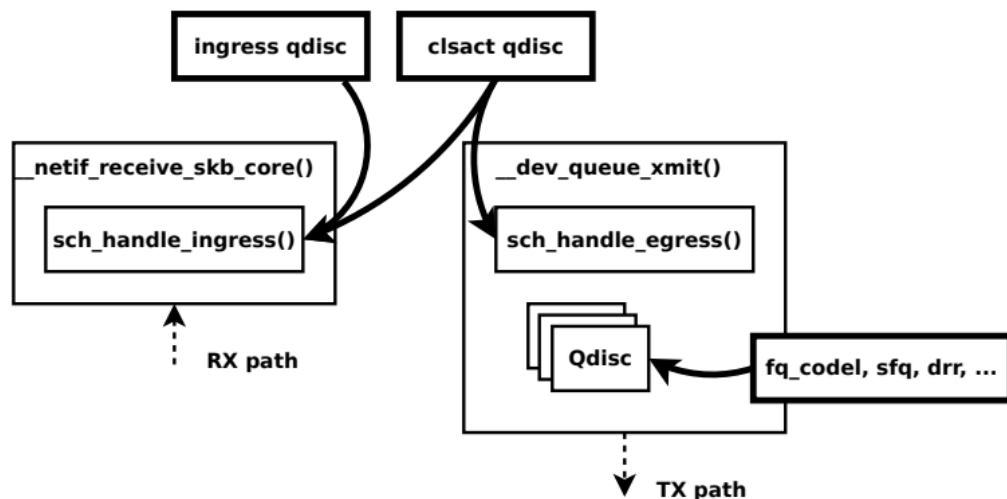 ingress qdisc
clsact qdisc
__netif_receive_skb_core()
__dev_queue_xmit()
sch_handle_ingress()
sch_handle_egress()
Qdisc
fq_codel, sfq, drr, ...
RX path
TX path